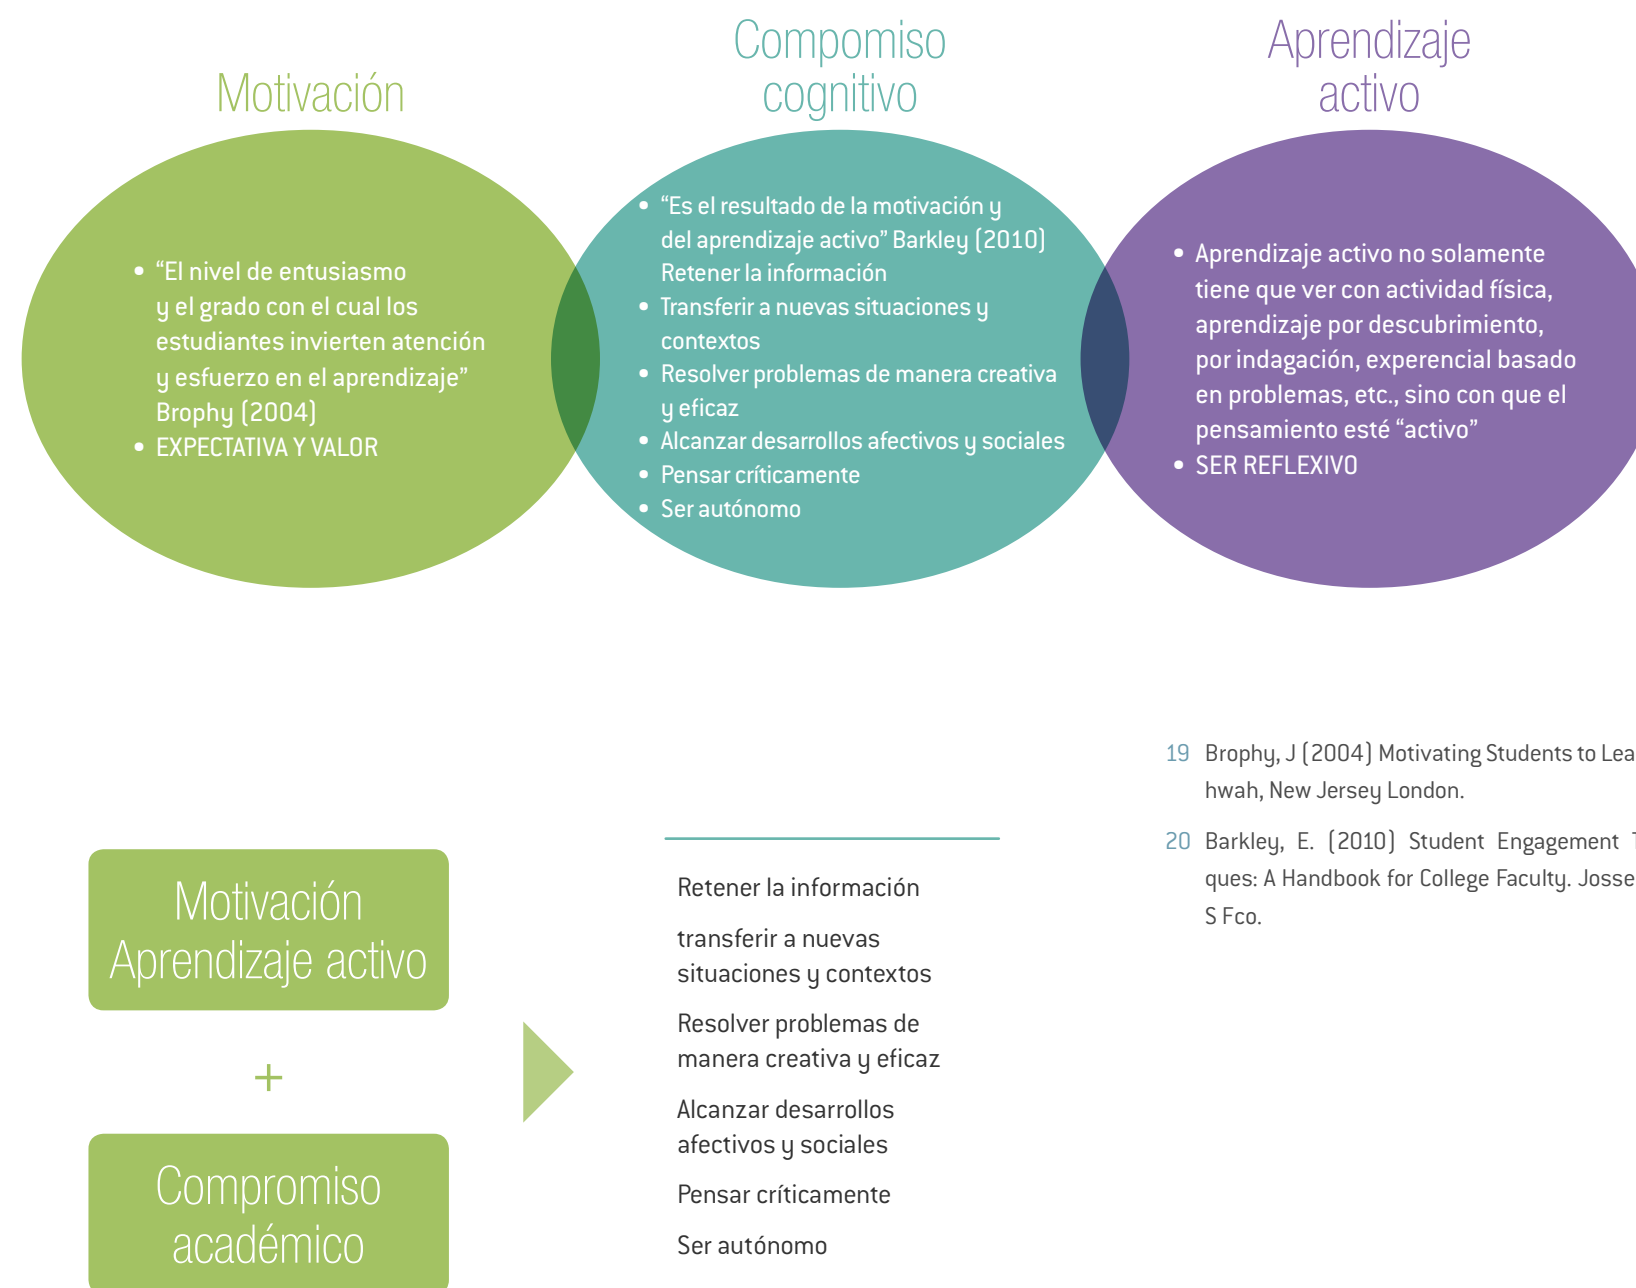 Motivación
Compomiso
cognitivo
Aprendizaje
activo
• “El nivel de entusiasmo
y el grado con el cual los
estudiantes invierten atención
y esfuerzo en el aprendizaje”
Brophy (2004)
• EXPECTATIVA Y VALOR
• “Es el resultado de la motivación y
del aprendizaje activo” Barkley (2010)
Retener la información
• Transferir a nuevas situaciones y
contextos
• Resolver problemas de manera creativa
y eficaz
• Alcanzar desarrollos afectivos y sociales
• Pensar críticamente
• Ser autónomo
• Aprendizaje activo no solamente
tiene que ver con actividad física,
aprendizaje por descubrimiento,
por indagación, experencial basado
en problemas, etc., sino con que el
pensamiento esté “activo”
• SER REFLEXIVO
Motivación
Aprendizaje activo
+
Compromiso
académico
Retener la información
transferir a nuevas
situaciones y contextos
Resolver problemas de
manera creativa y eficaz
Alcanzar desarrollos
afectivos y sociales
Pensar críticamente
Ser autónomo
19 Brophy, J (2004) Motivating Students to Lea
hwah, New Jersey London.
20 Barkley, E. (2010) Student Engagement T
ques: A Handbook for College Faculty. Josse
S Fco.